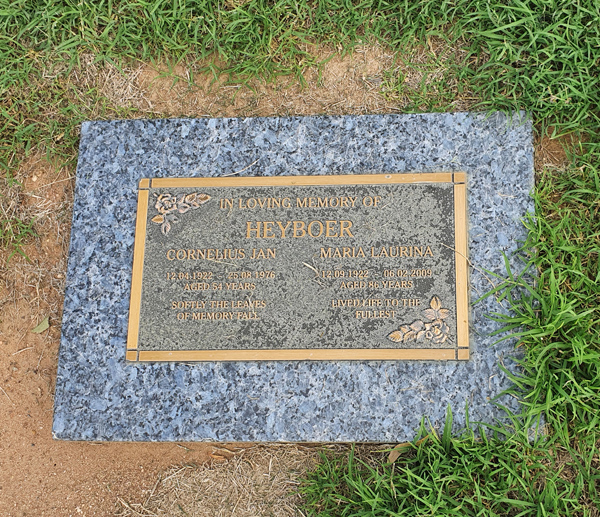 IN LOVING MEMORY OF
HEYBOER
CORNELIUS JAN
12.04.1922 - 25.08.1976
AGED 54 YEARS
SOFTLY THE LEAVES
OF MEMORY FALL
MARIA LAURINA
12.09.1922 - 06.02.2009
AGED 86 YEARS
LIVED LIFE TO THE
FULLEST